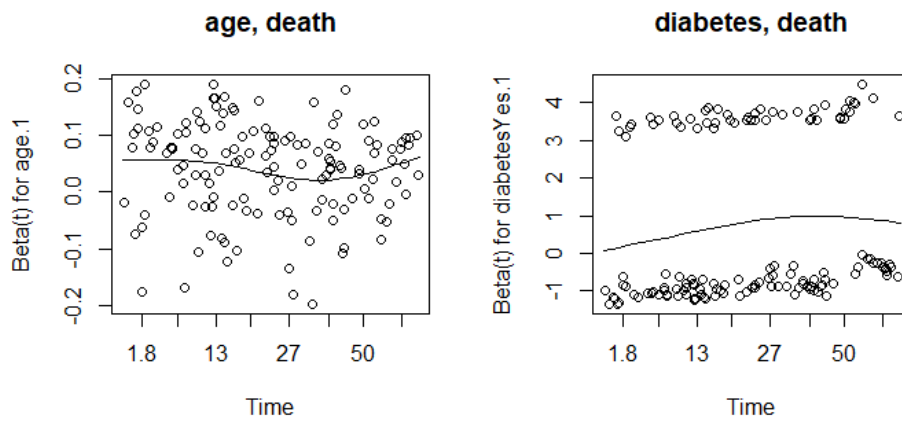 age, death
Beta(t) for age.1
0.2
0.1
0.0
-0.1
-0.2
1.8 13 27 50
Time
diabetes, death
Beta(t) for diabetesYes.1
4
3
2
1
0
-1
1.8 13 27 50
Time